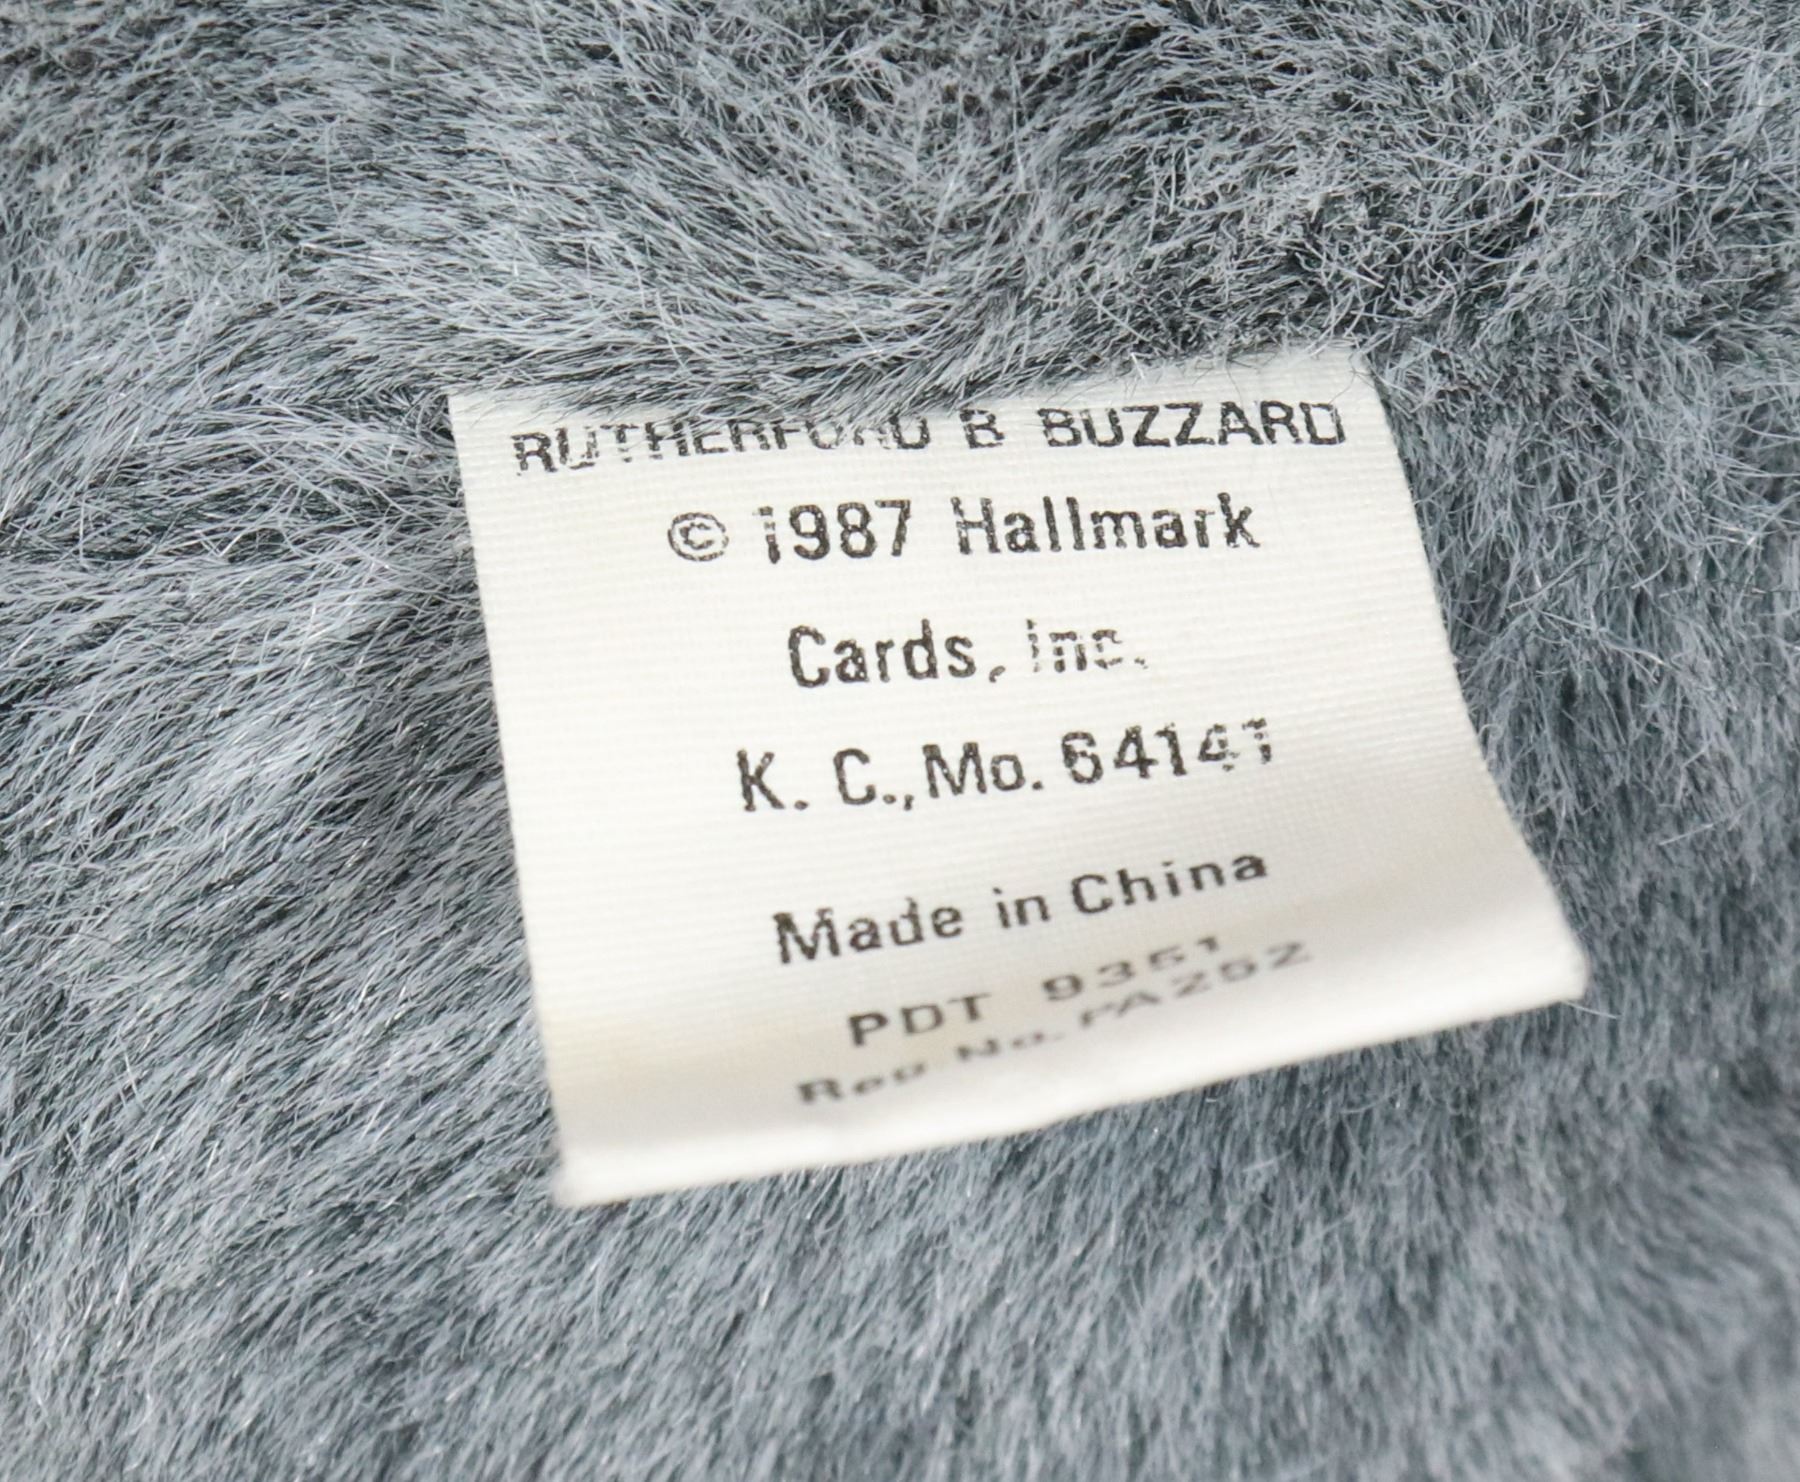 RUTHERFORD B BUZZARD
© 1987 Hallmark
Cards, Inc.
K. C., Mo. 64141
Made in China
PDT 9351
Reg. No. PA252